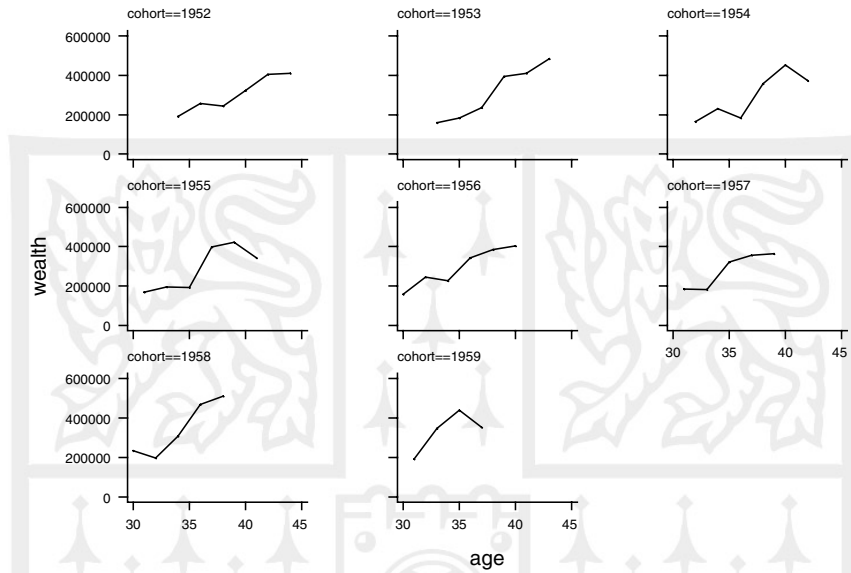 cohort==1952
cohort==1953
cohort==1954
600000
400000
200000
0
cohort==1955
cohort==1956
cohort==1957
600000
400000
200000
0
30 35 40 45
cohort==1958
cohort==1959
600000
400000
200000
0
30 35 40 45
30 35 40 45
wealth
age